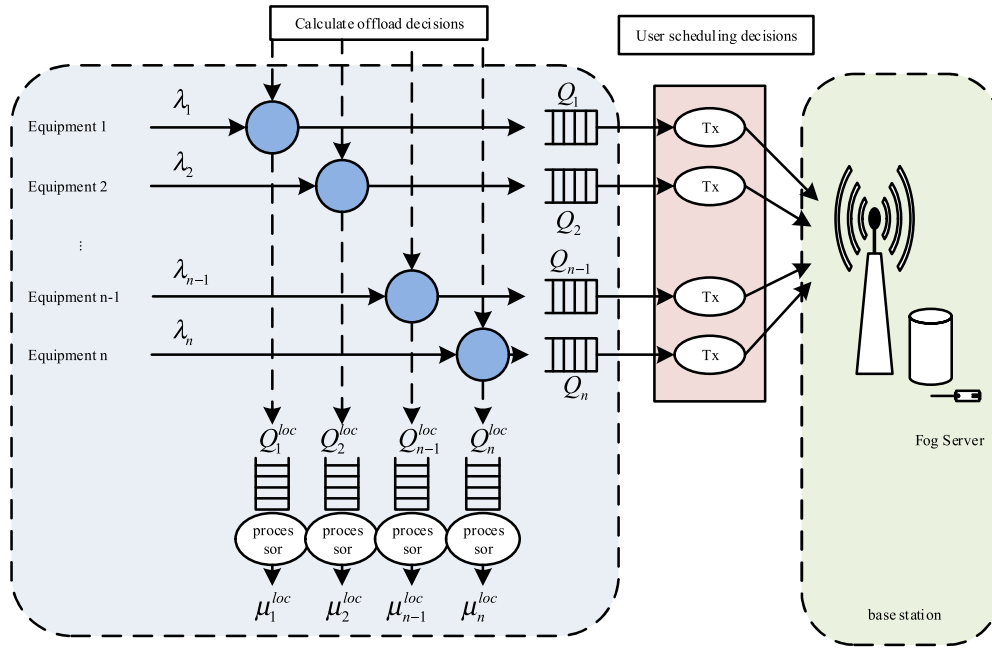 Calculate offload decisions
User scheduling decisions
Equipment 1
λ₁
Q₁
Tx
Equipment 2
λ₂
Q₂
Tx
⋮
Equipment n-1
λₙ₋₁
Qₙ₋₁
Tx
Equipment n
λₙ
Qₙ
Tx
Q₁ˡᵒᶜ Q₂ˡᵒᶜ Qₙ₋₁ˡᵒᶜ Qₙˡᵒᶜ
Fog Server
proces proces proces proces
sor sor sor sor
μ₁ˡᵒᶜ μ₂ˡᵒᶜ μₙ₋₁ˡᵒᶜ μₙˡᵒᶜ
base station